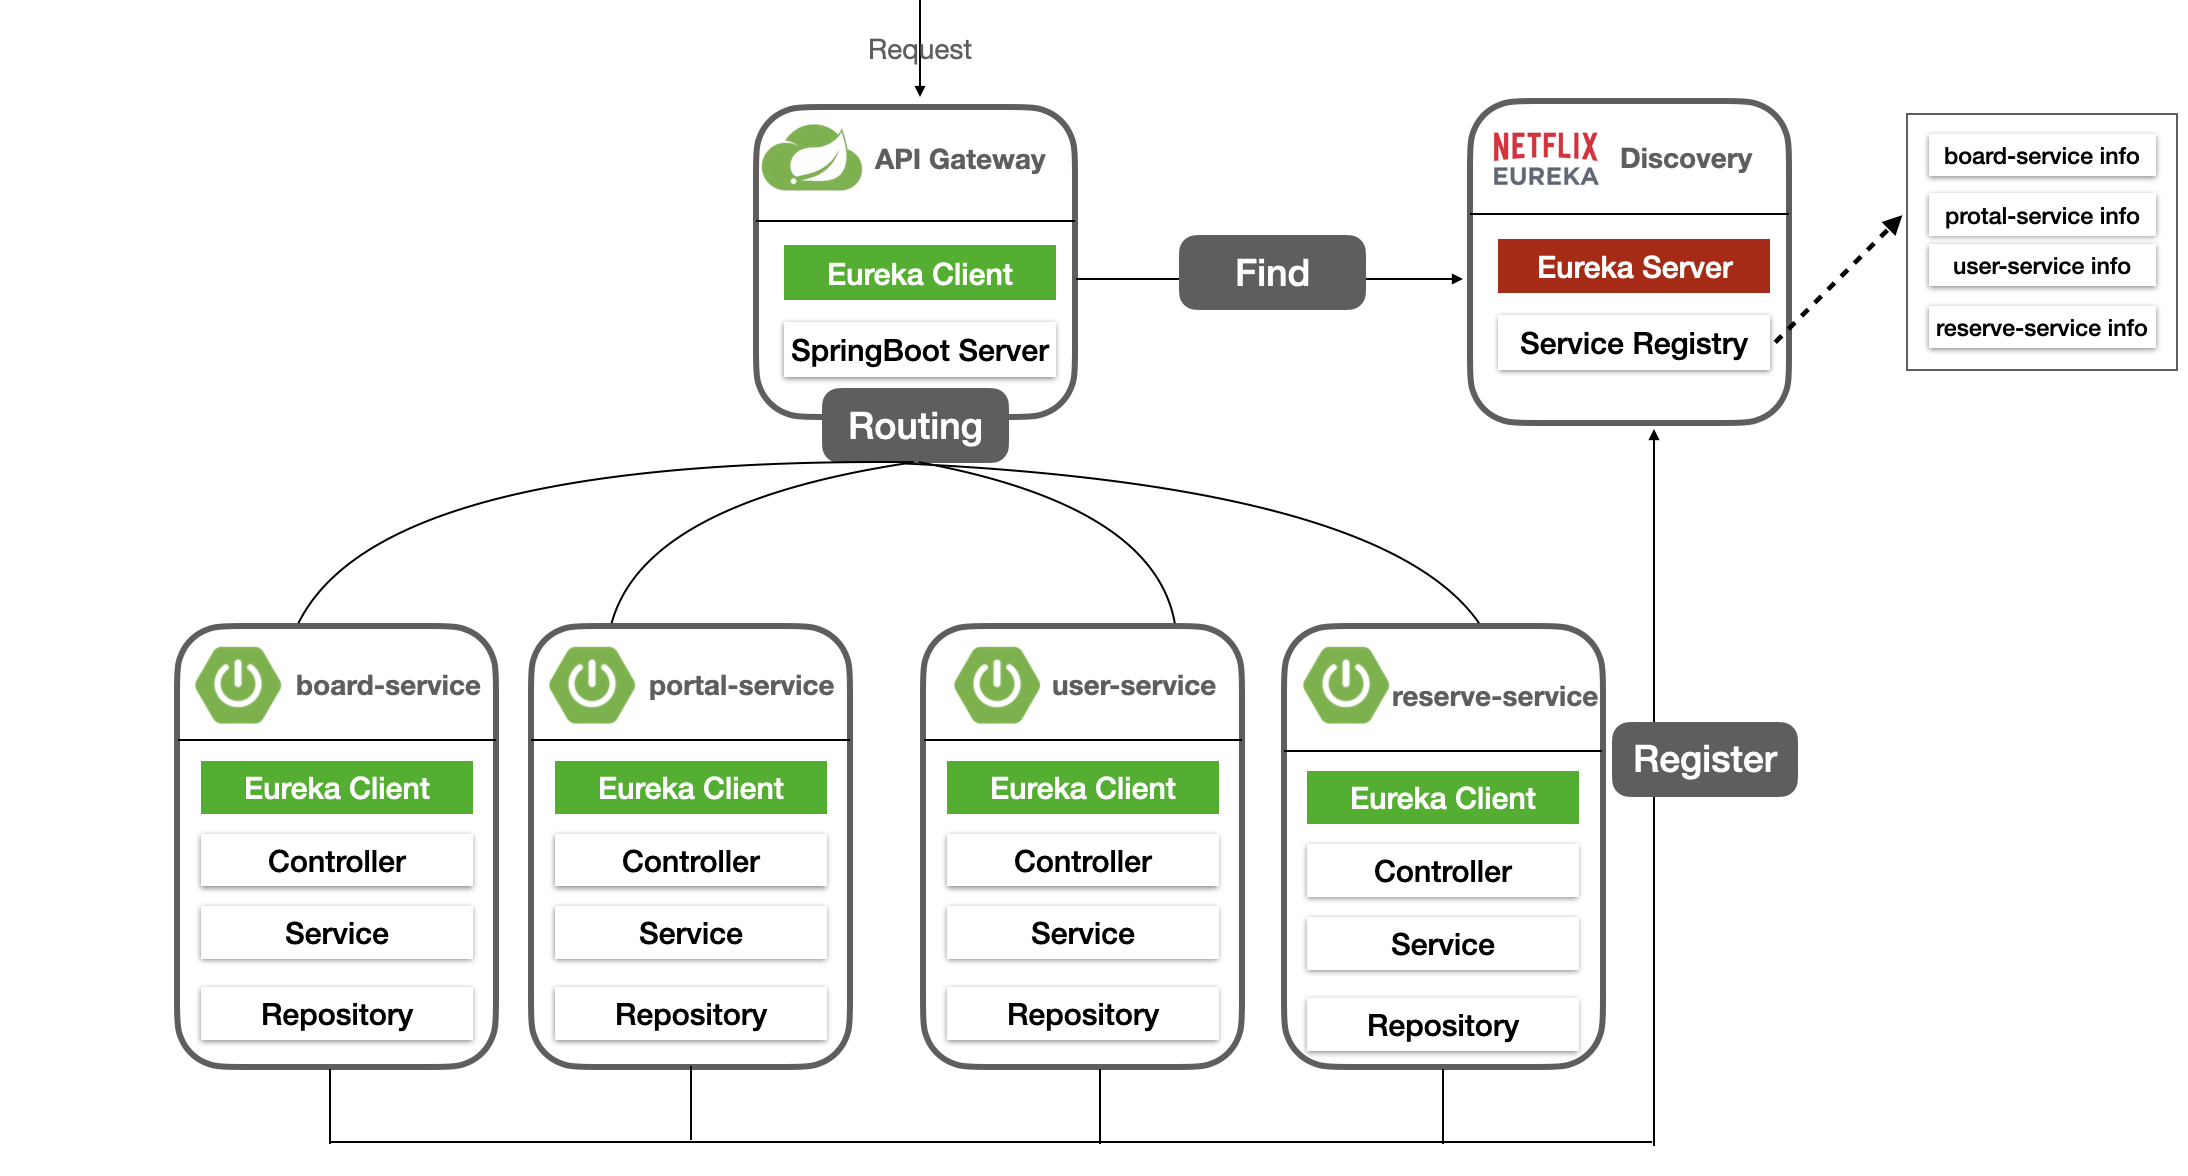 Request
API Gateway
Eureka Client
SpringBoot Server
Routing
Find
NETFLIX
EUREKA
Discovery
Eureka Server
Service Registry
board-service info
protal-service info
user-service info
reserve-service info
board-service
Eureka Client
Controller
Service
Repository
portal-service
Eureka Client
Controller
Service
Repository
user-service
Eureka Client
Controller
Service
Repository
reserve-service
Eureka Client
Controller
Service
Repository
Register